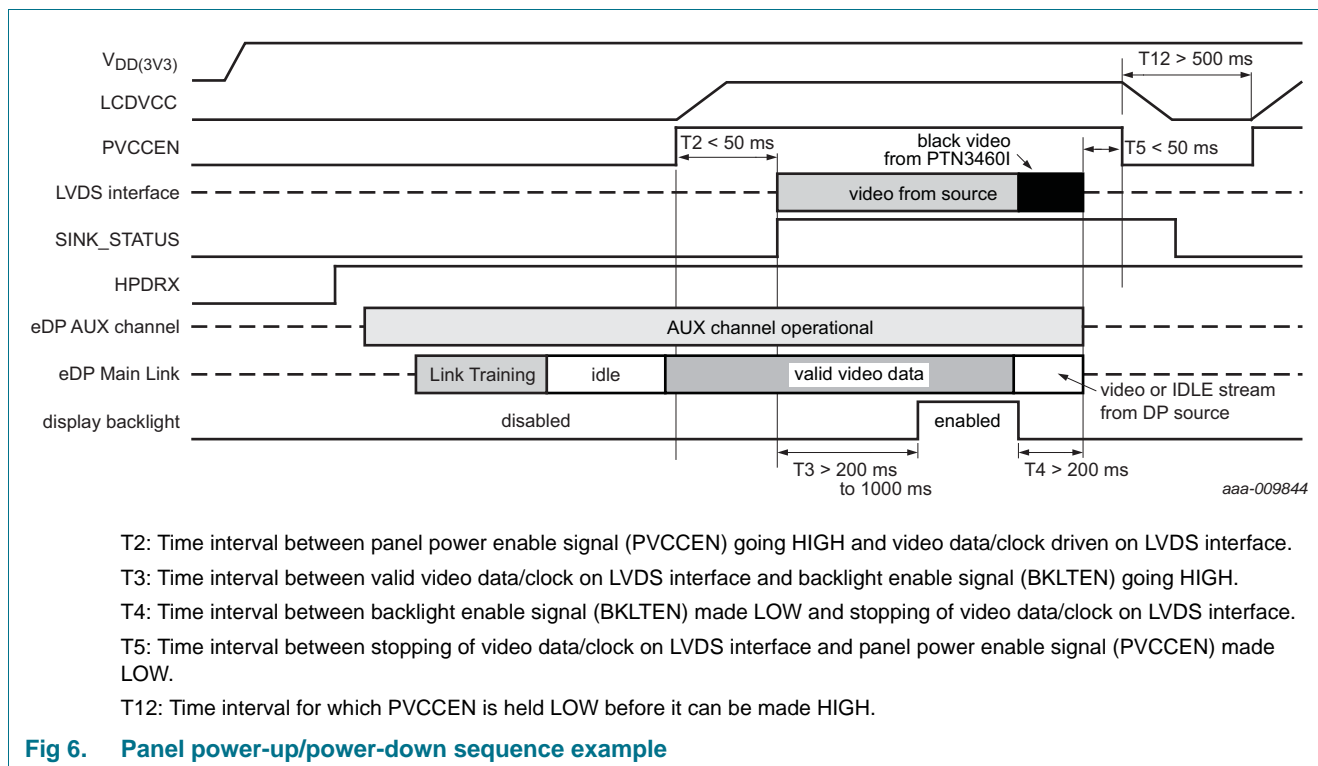 VDD(3V3)
T12 > 500 ms
LCDVCC
PVCCEN
T2 < 50 ms
black video
from PTN3460I
T5 < 50 ms
LVDS interface
video from source
SINK_STATUS
HPDRX
eDP AUX channel
AUX channel operational
eDP Main Link
Link Training
idle
valid video data
video or IDLE stream
from DP source
display backlight
disabled
enabled
T3 > 200 ms
to 1000 ms
T4 > 200 ms
aaa-009844
T2: Time interval between panel power enable signal (PVCCEN) going HIGH and video data/clock driven on LVDS interface.
T3: Time interval between valid video data/clock on LVDS interface and backlight enable signal (BKLTEN) going HIGH.
T4: Time interval between backlight enable signal (BKLTEN) made LOW and stopping of video data/clock on LVDS interface.
T5: Time interval between stopping of video data/clock on LVDS interface and panel power enable signal (PVCCEN) made
LOW.
T12: Time interval for which PVCCEN is held LOW before it can be made HIGH.
Fig 6. Panel power-up/power-down sequence example